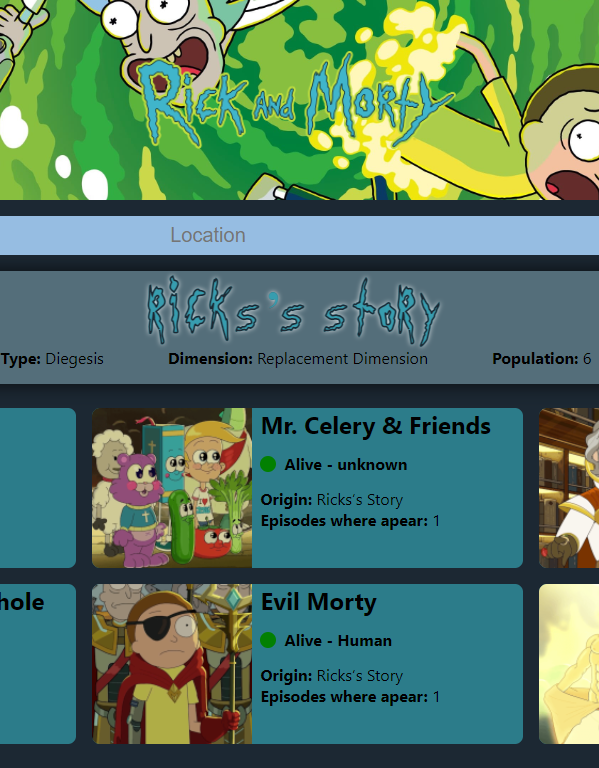 Rick and Morty
Location
Ricks's story
Type: Diegesis
Dimension: Replacement Dimension
Population: 6
Mr. Celery & Friends
Alive - unknown
Origin: Ricks's Story
Episodes where apear: 1
hole
Evil Morty
Alive - Human
Origin: Ricks's Story
Episodes where apear: 1